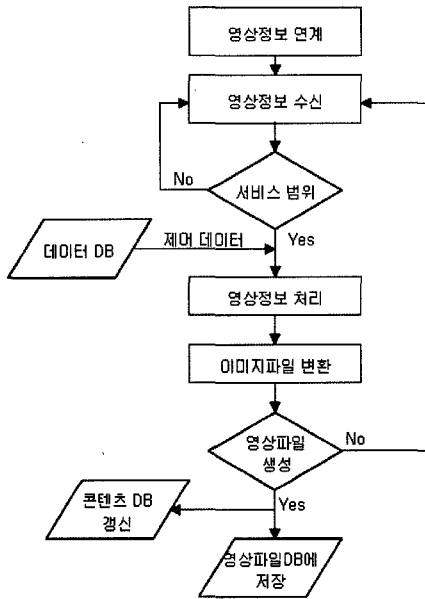 영상정보 연계
영상정보 수신
No
서비스 범위
데이터 DB
제어 데이터
Yes
영상정보 처리
이미지파일 변환
영상파일
생성
No
콘텐츠 DB
갱신
Yes
영상파일DB에
저장